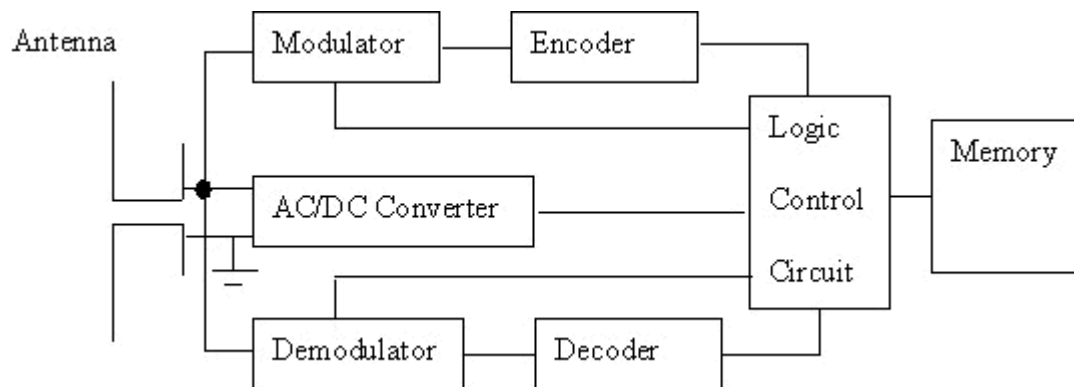 Antenna
Modulator
Encoder
Logic
Control
Circuit
Memory
AC/DC Converter
Demodulator
Decoder